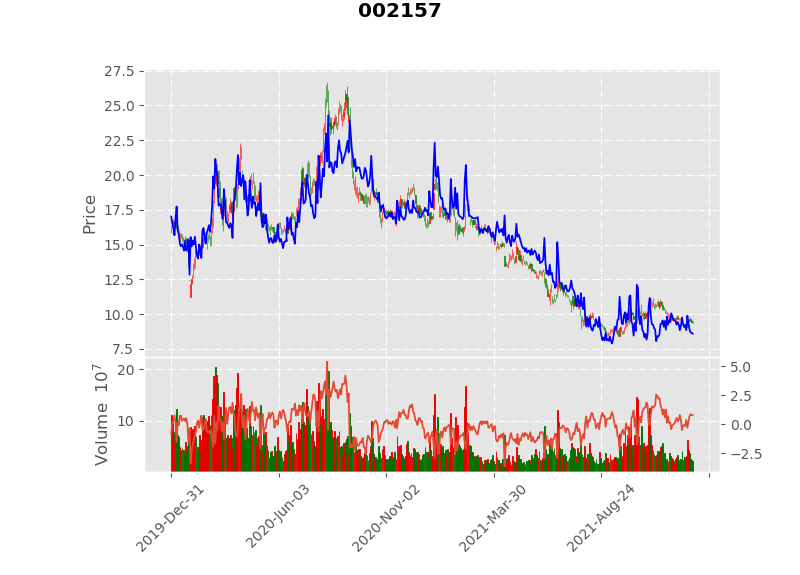 002157
27.5
25.0
22.5
20.0
17.5
15.0
12.5
10.0
7.5
Price
20
10
Volume 10^7
5.0
2.5
0.0
−2.5
2019-Dec-31
2020-Jun-03
2020-Nov-02
2021-Mar-30
2021-Aug-24